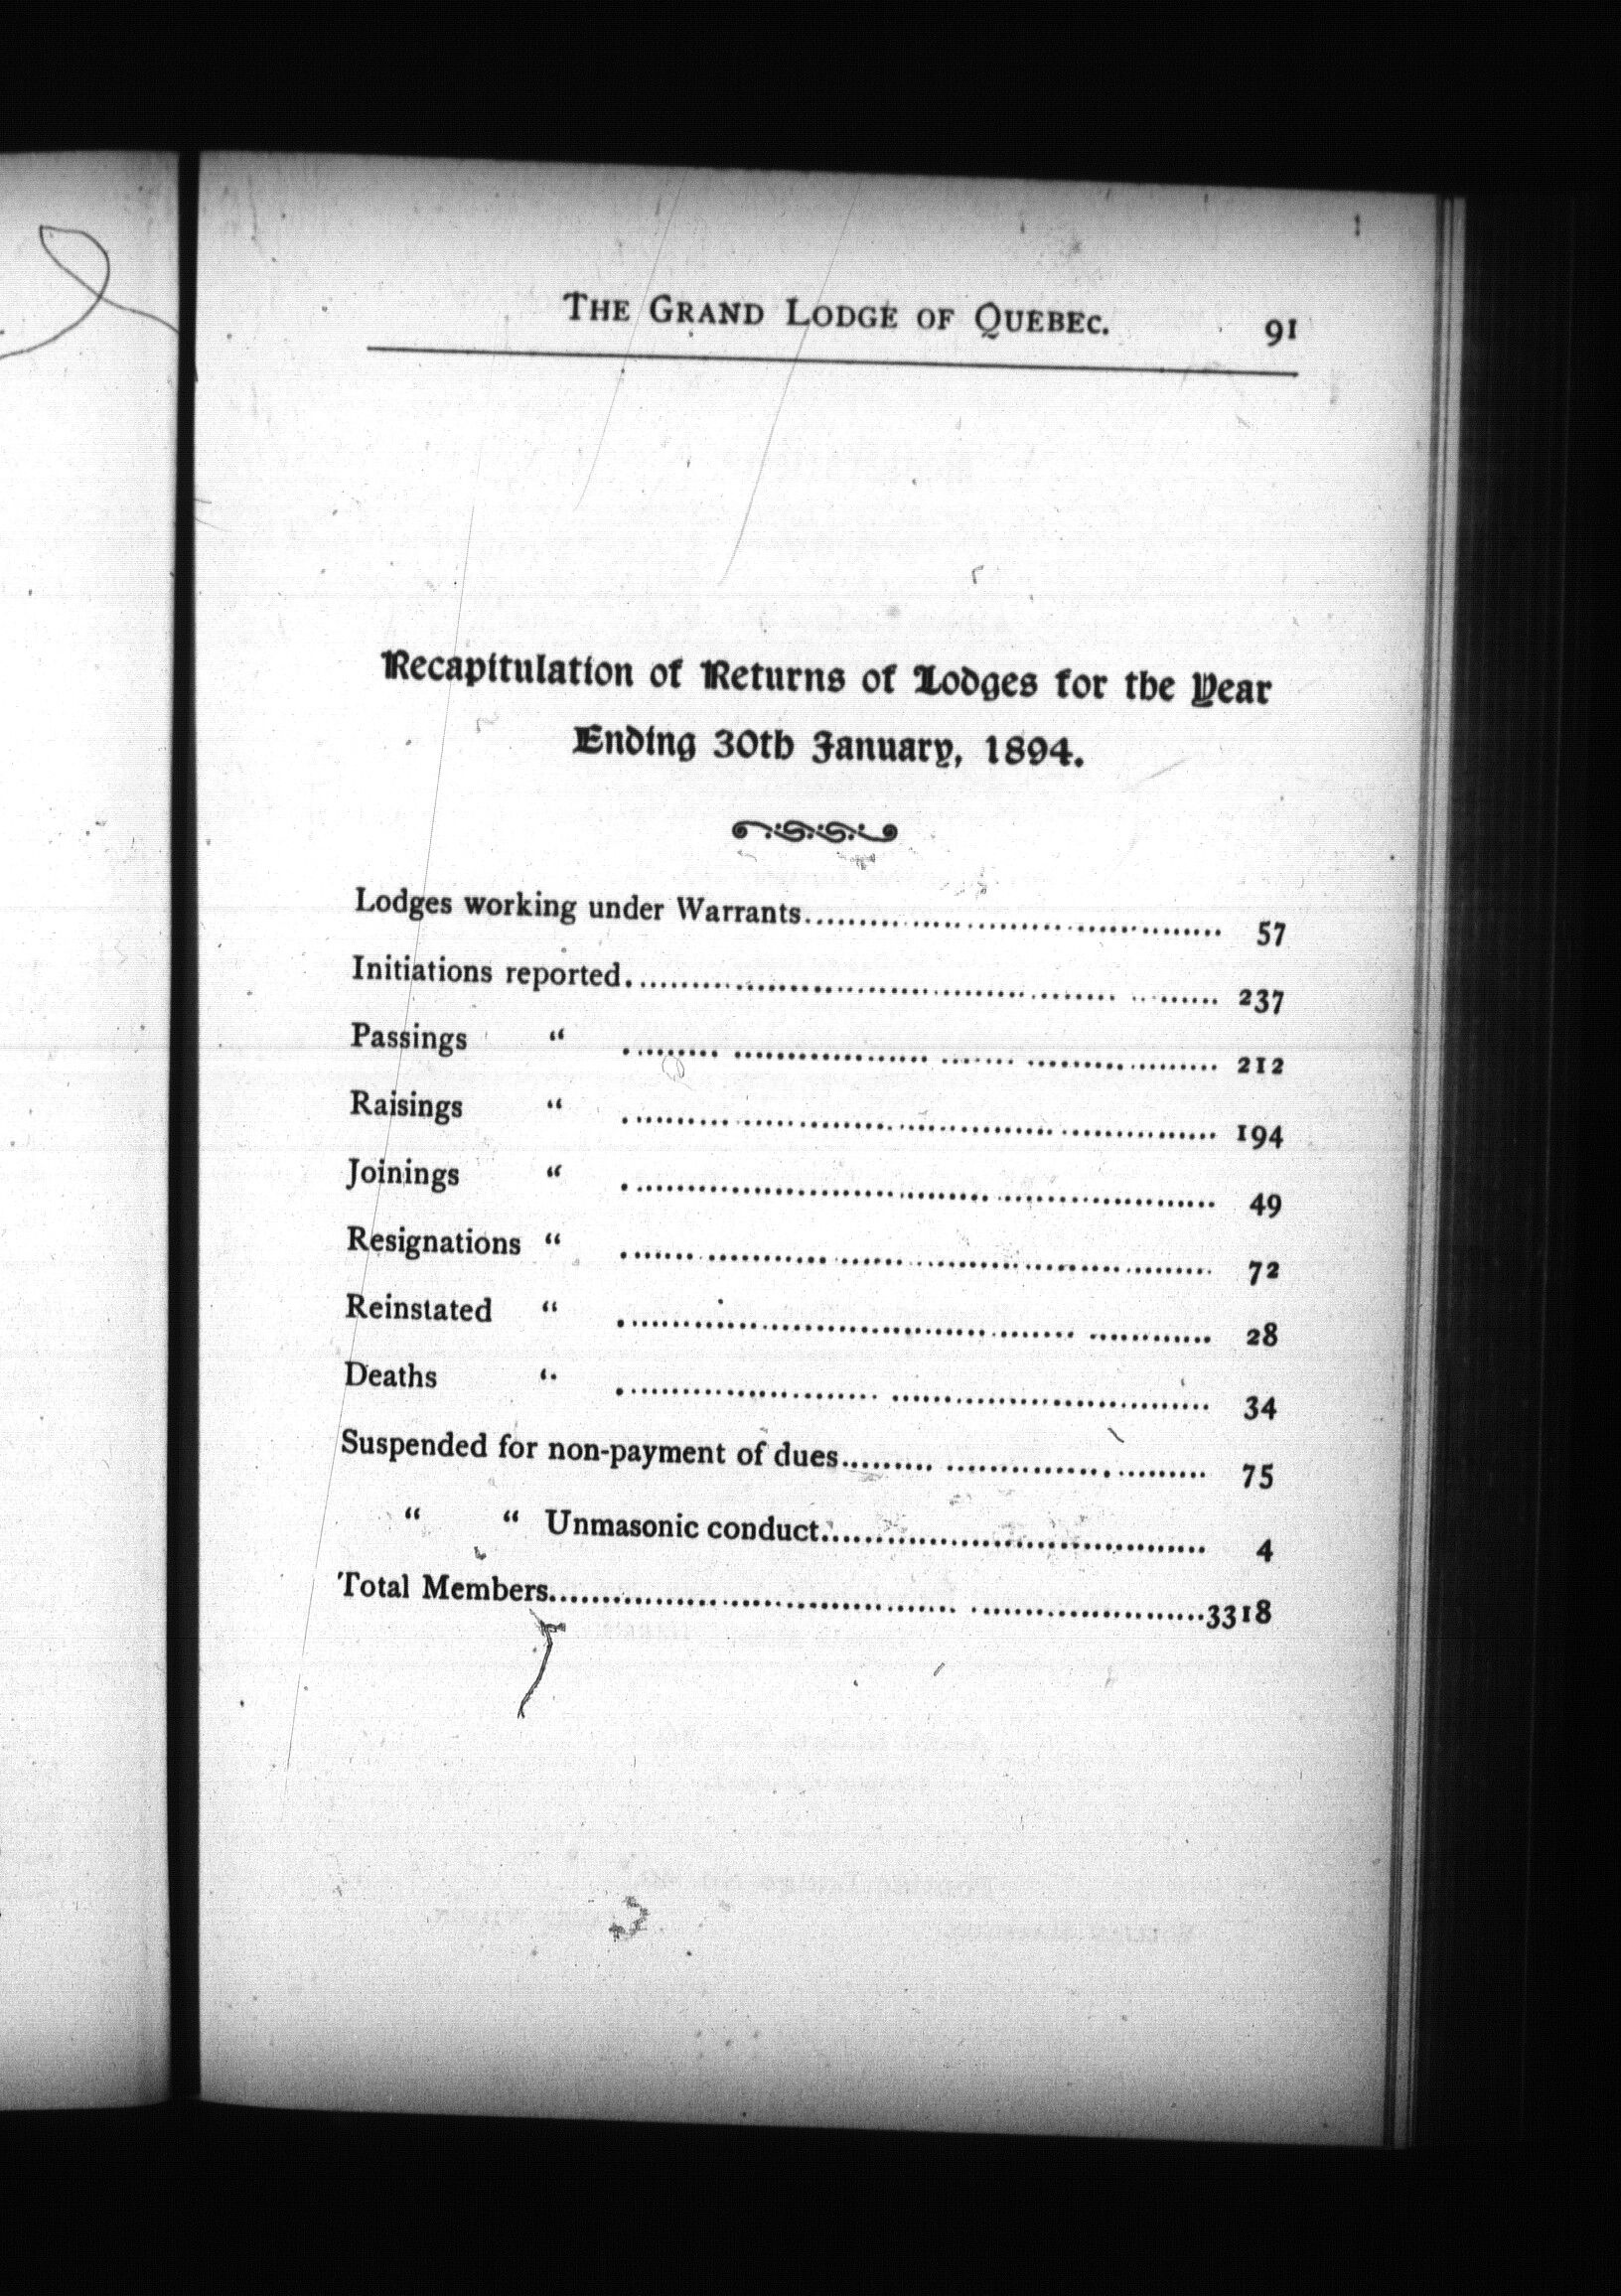 THE GRAND LODGE OF QUEBEC. 91
Recapitulation of Returns of Lodges for the Year
Ending 30th January, 1894.
Lodges working under Warrants........................................ 57
Initiations reported........................................ 237
Passings “ ........................................ 212
Raisings “ ........................................ 194
Joinings “ ........................................ 49
Resignations “ ........................................ 72
Reinstated “ ........................................ 28
Deaths “ ........................................ 34
Suspended for non-payment of dues........................................ 75
“ “ Unmasonic conduct........................................ 4
Total Members........................................3318